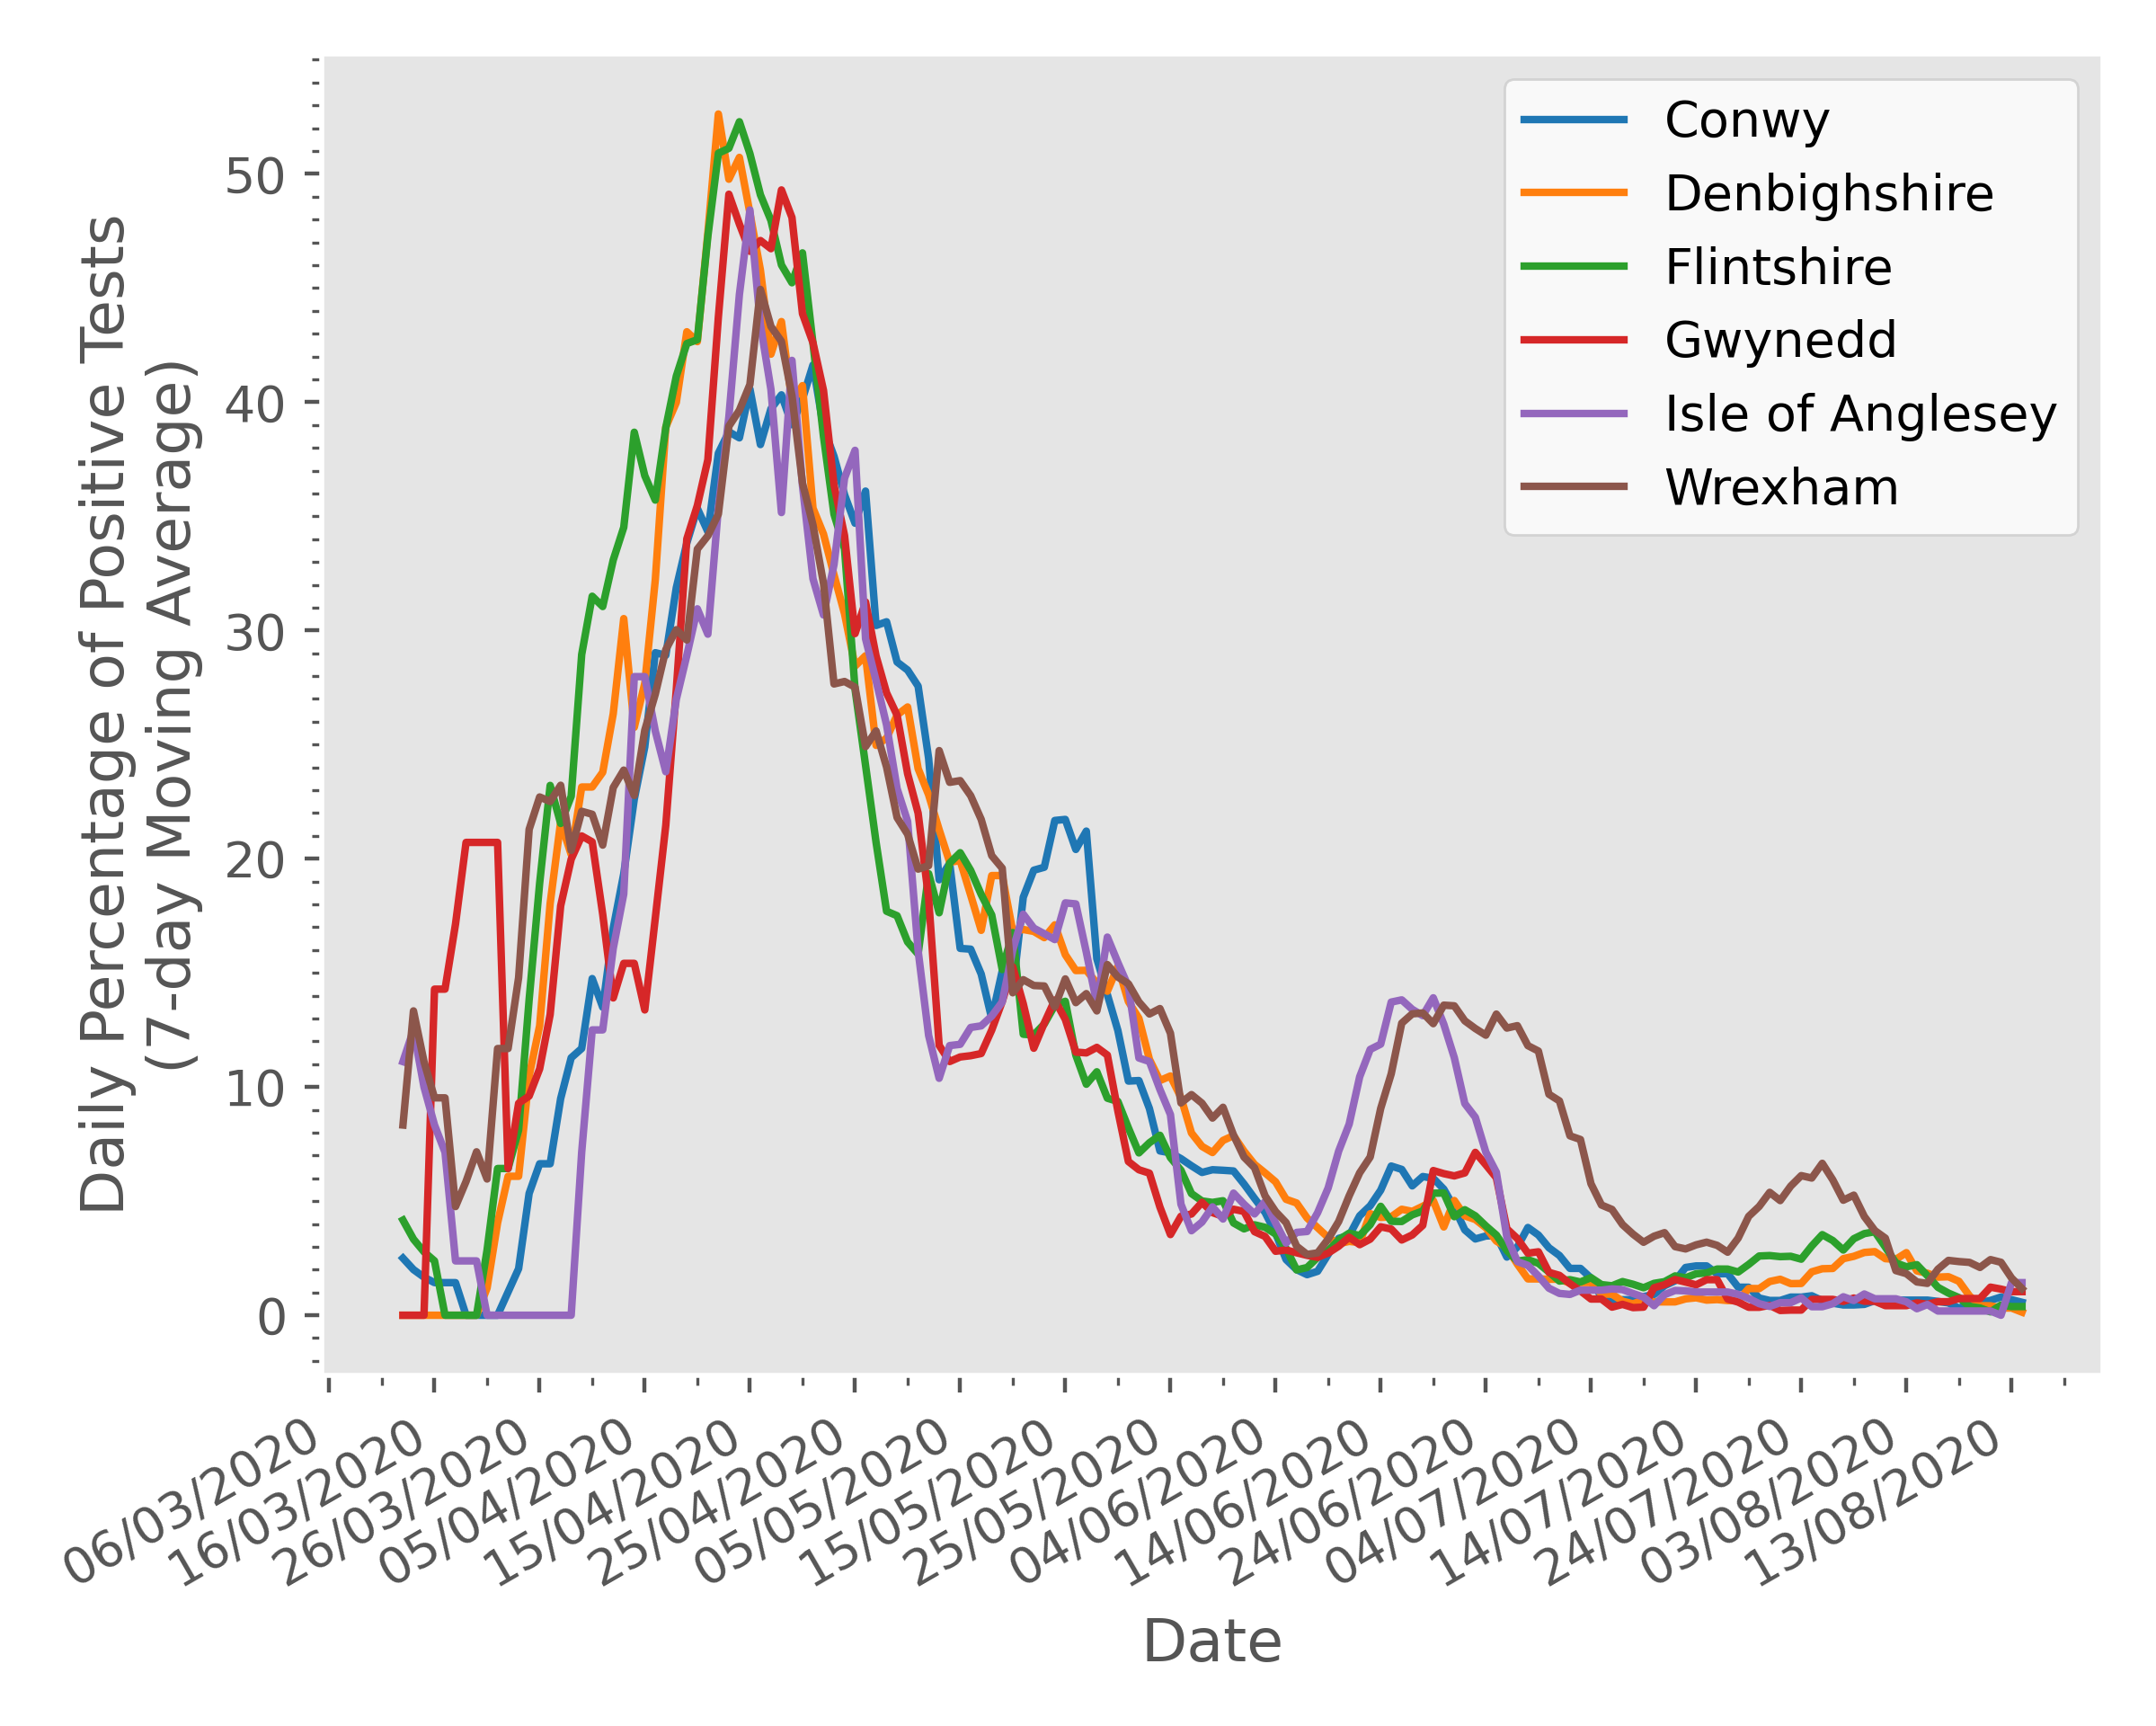 Daily Percentage of Positive Tests
(7-day Moving Average)
50
40
30
20
10
0
Conwy
Denbighshire
Flintshire
Gwynedd
Isle of Anglesey
Wrexham
06/03/2020
16/03/2020
26/03/2020
05/04/2020
15/04/2020
25/04/2020
05/05/2020
15/05/2020
25/05/2020
04/06/2020
14/06/2020
24/06/2020
04/07/2020
14/07/2020
24/07/2020
03/08/2020
13/08/2020
Date